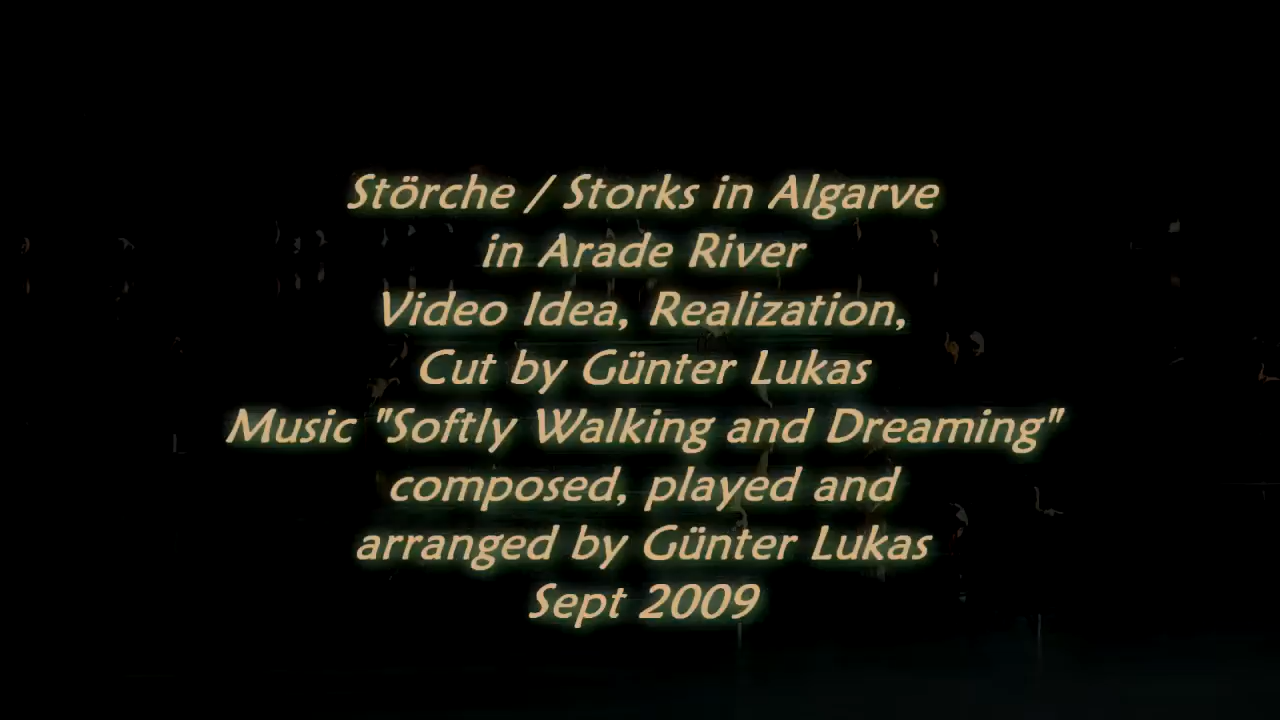 Störche / Storks in Algarve
in Arade River
Video Idea, Realization,
Cut by Günter Lukas
Music "Softly Walking and Dreaming"
composed, played and
arranged by Günter Lukas
Sept 2009